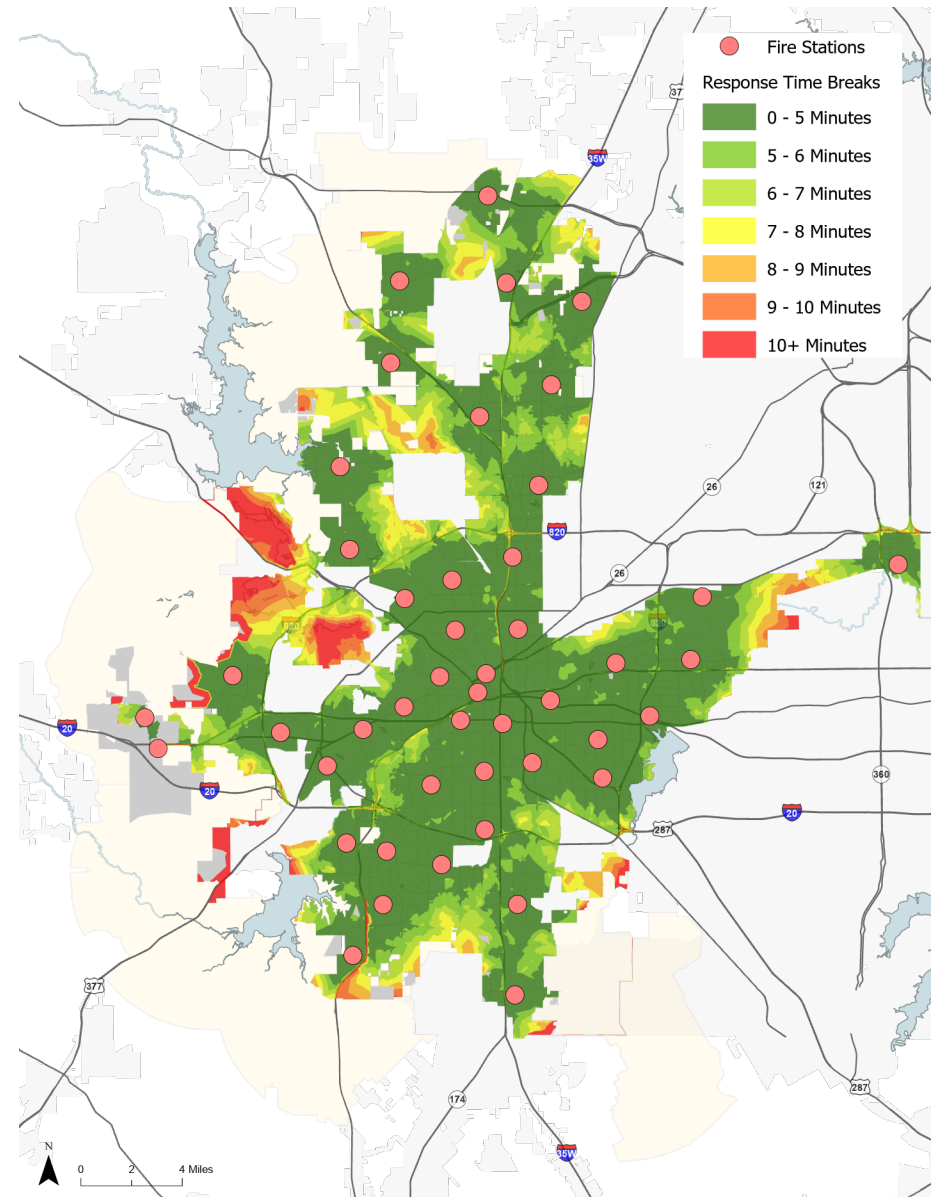 Fire Stations
Response Time Breaks
0 - 5 Minutes
5 - 6 Minutes
6 - 7 Minutes
7 - 8 Minutes
8 - 9 Minutes
9 - 10 Minutes
10+ Minutes
37
35W
26
121
820
26
820
820
20
20
360
20
287
377
287
174
35W
N
0 2 4 Miles